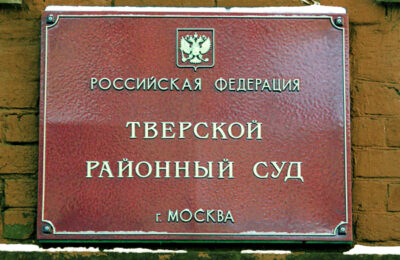 РОССИЙСКАЯ ФЕДЕРАЦИЯ
ТВЕРСКОЙ
РАЙОННЫЙ СУД
г. МОСКВА